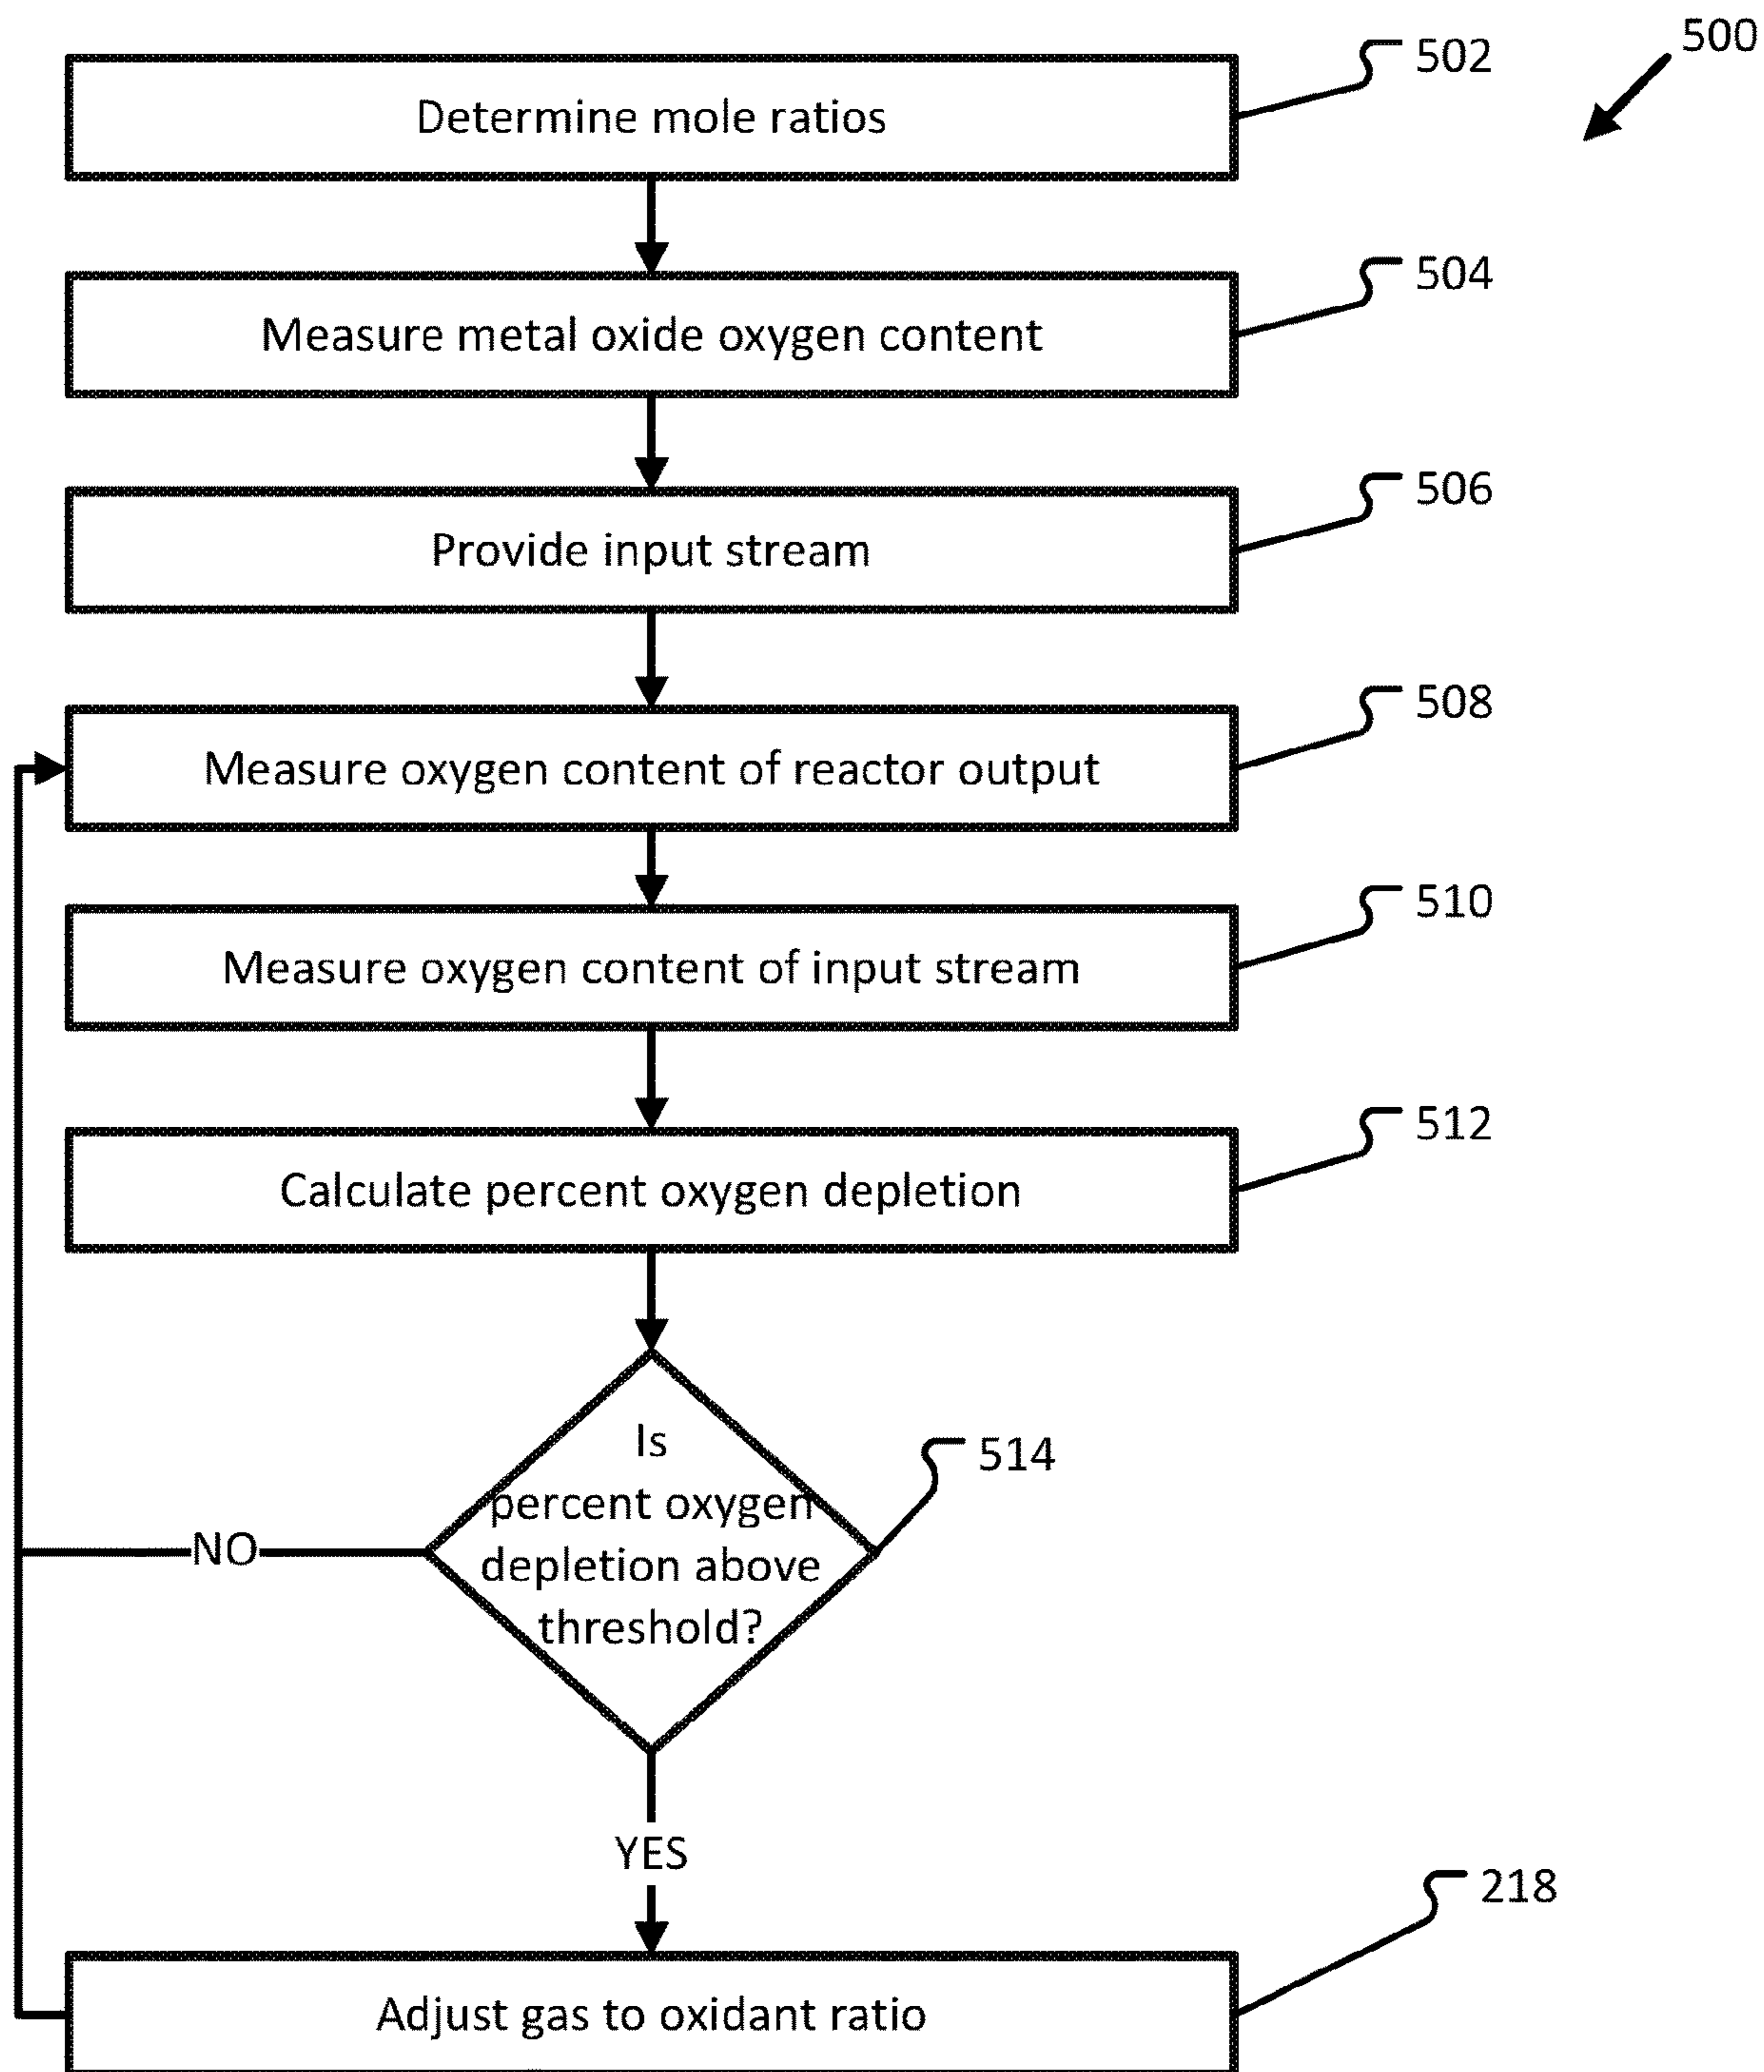 500
Determine mole ratios
502
Measure metal oxide oxygen content
504
Provide input stream
506
Measure oxygen content of reactor output
508
Measure oxygen content of input stream
510
Calculate percent oxygen depletion
512
Is
percent oxygen
depletion above
threshold?
514
NO
YES
Adjust gas to oxidant ratio
218